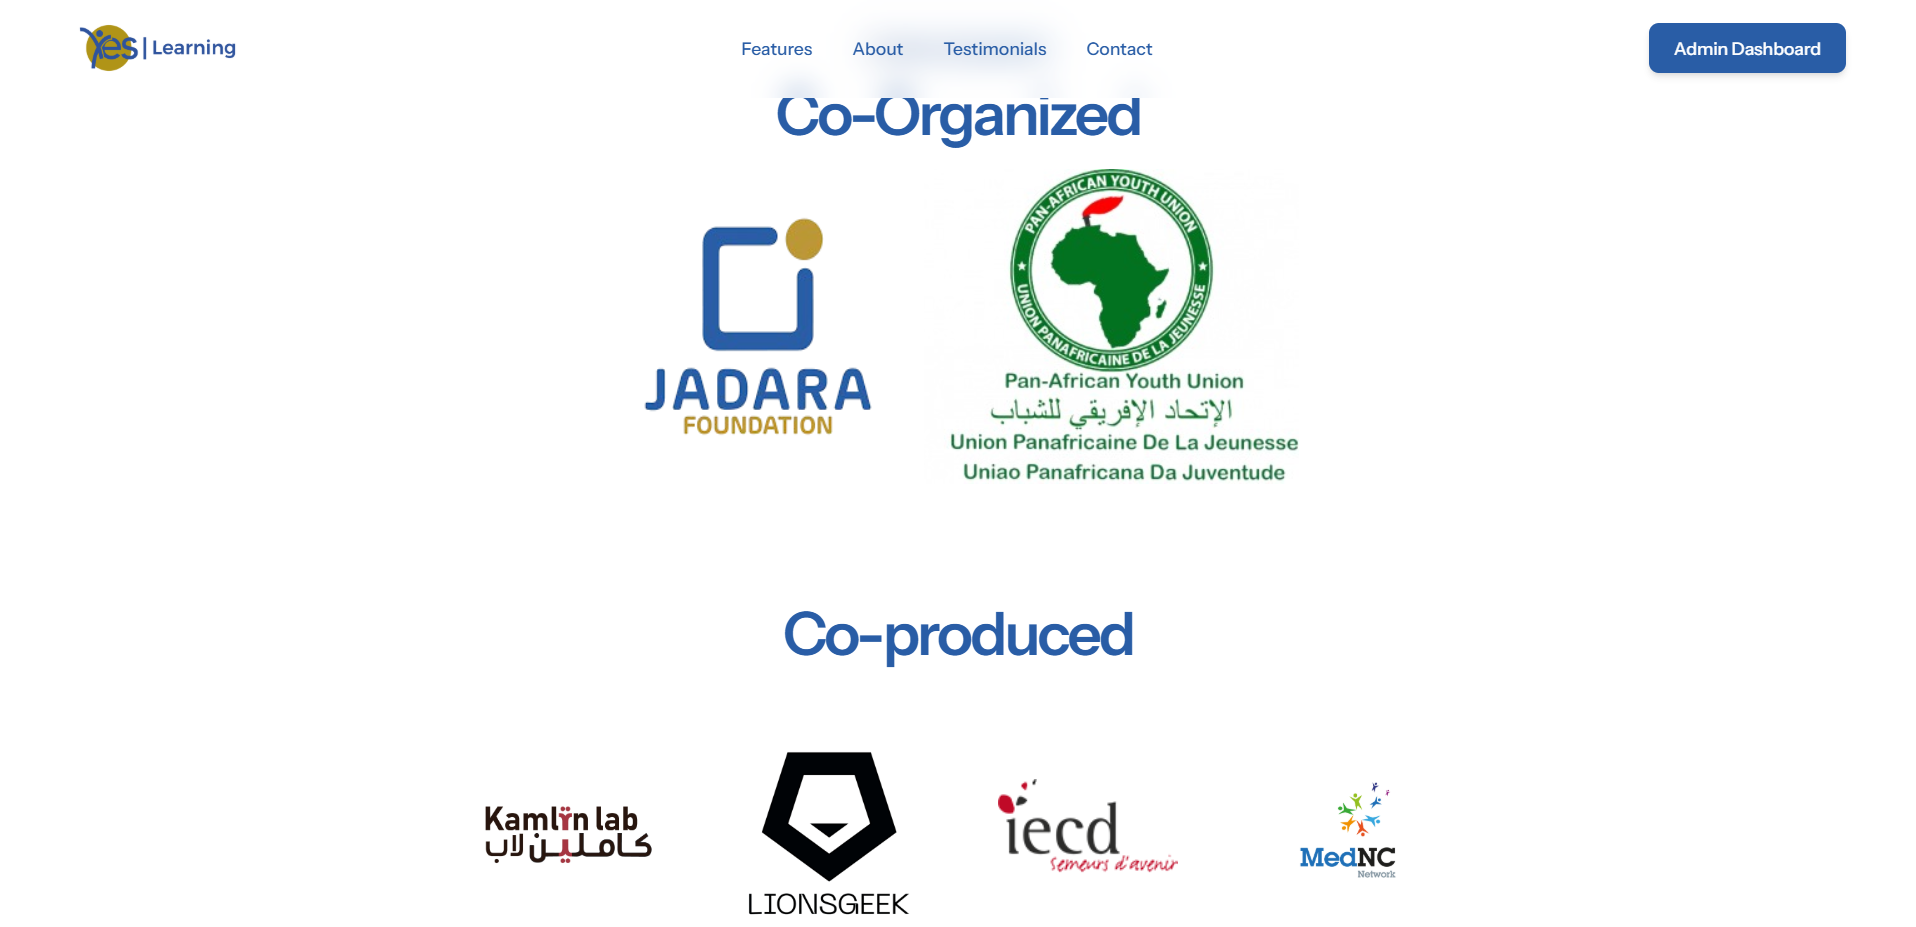 Yes | Learning
Features
About
Testimonials
Contact
Admin Dashboard
Co-Organized
JADARA
FOUNDATION
PAN-AFRICAN YOUTH UNION
UNION PANAFRICAINE DE LA JEUNESSE
Pan-African Youth Union
الإتحاد الإفريقي للشباب
Union Panafricaine De La Jeunesse
Uniao Panafricana Da Juventude
Co-produced
Kamlin lab
كاملين لاب
LIONSGEEK
iecd
semeurs d'avenir
MedNC
Network